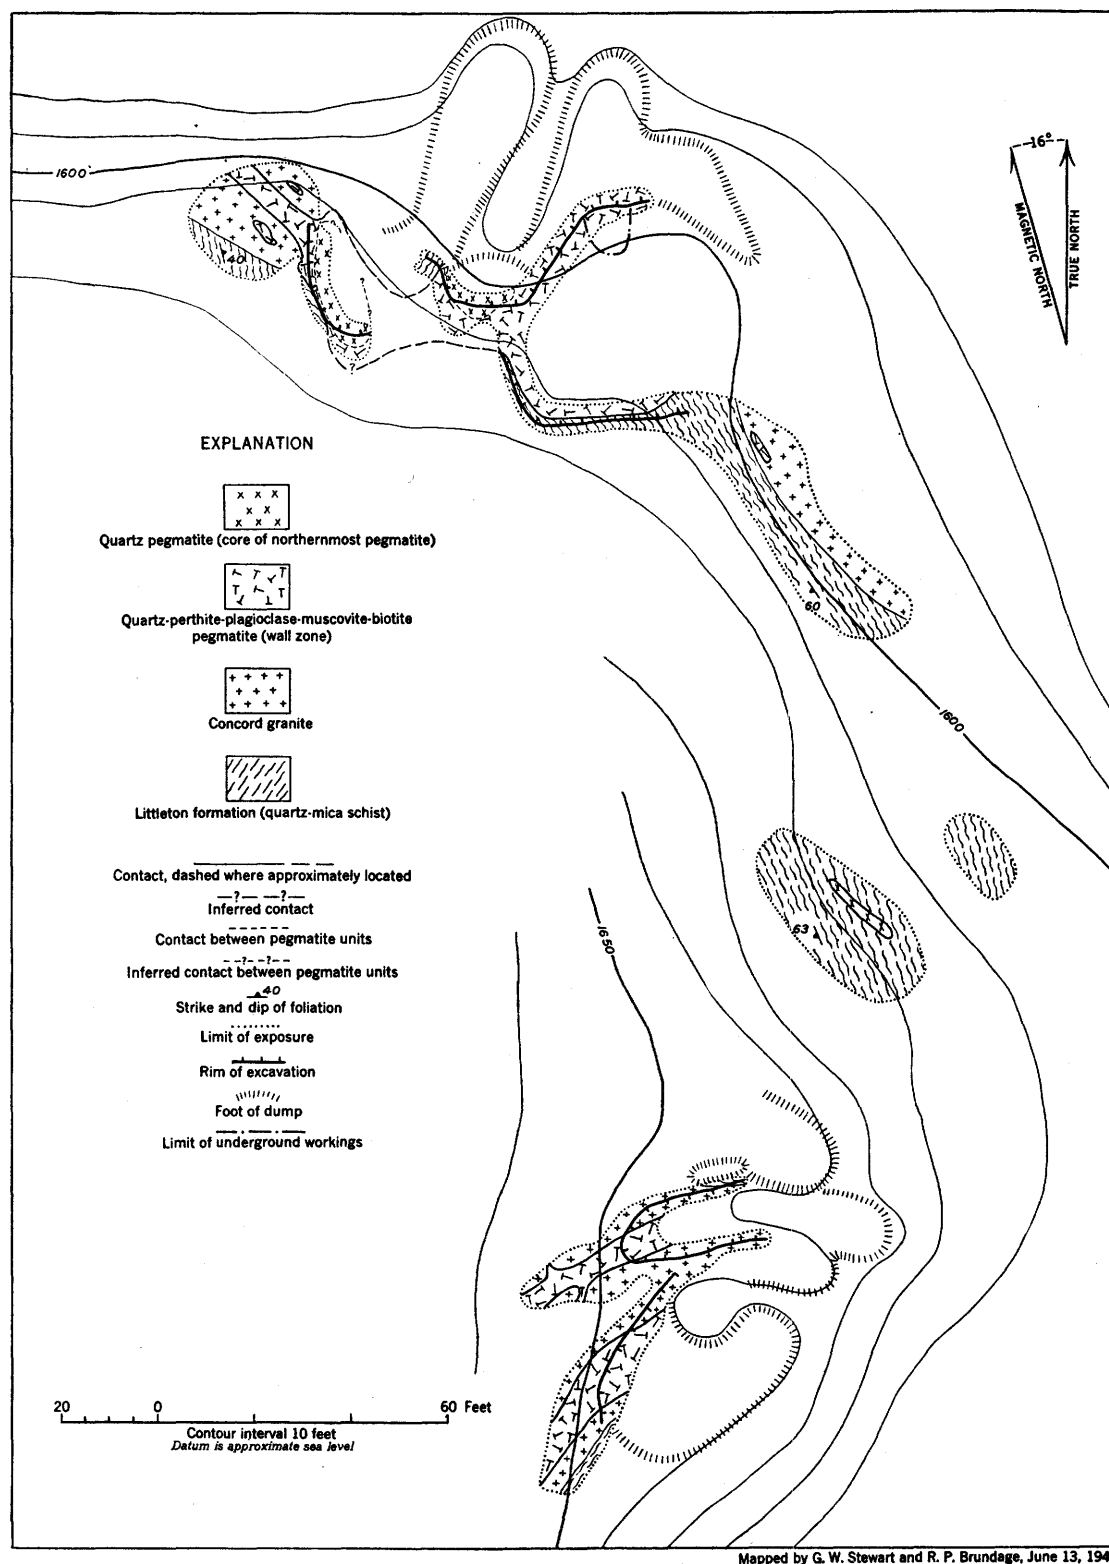 16°
MAGNETIC NORTH
TRUE NORTH
1600
40
EXPLANATION
Quartz pegmatite (core of northernmost pegmatite)
Quartz-perthite-plagioclase-muscovite-biotite
pegmatite (wall zone)
Concord granite
Littleton formation (quartz-mica schist)
Contact, dashed where approximately located
Inferred contact
Contact between pegmatite units
Inferred contact between pegmatite units
40
Strike and dip of foliation
Limit of exposure
Rim of excavation
Foot of dump
Limit of underground workings
60
1600
63
1650
20 0 60 Feet
Contour interval 10 feet
Datum is approximate sea level
Mapped by G. W. Stewart and R. P. Brundage, June 13, 194